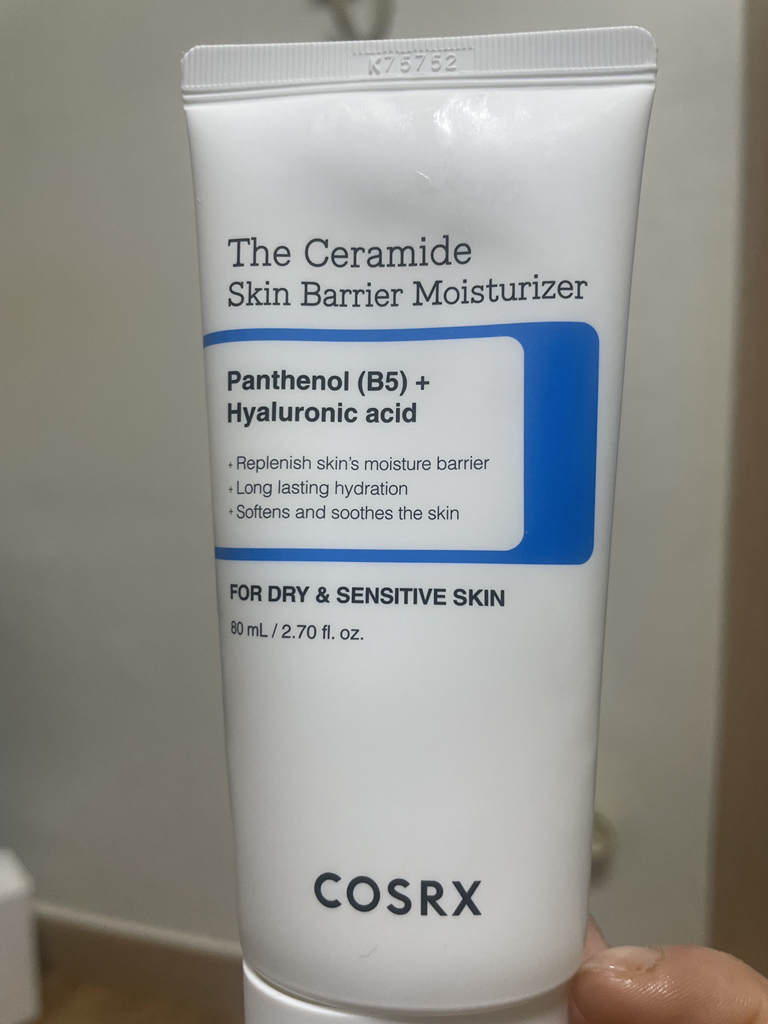 K75752
The Ceramide
Skin Barrier Moisturizer
Panthenol (B5) +
Hyaluronic acid
+ Replenish skin's moisture barrier
+ Long lasting hydration
+ Softens and soothes the skin
FOR DRY & SENSITIVE SKIN
80 mL / 2.70 fl. oz.
COSRX